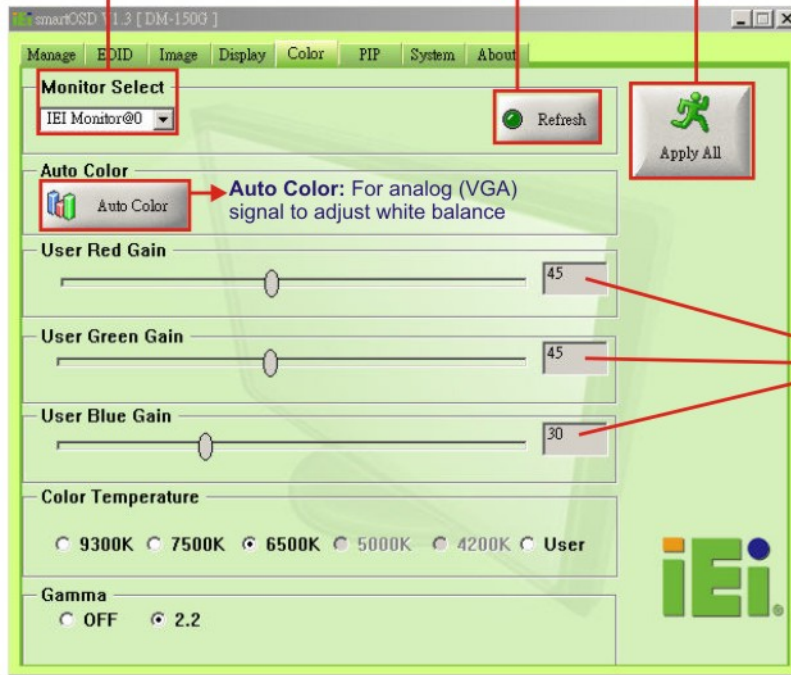 smartOSD V1.3 [ DM-150G ]
Manage EDID Image Display Color PIP System About
Monitor Select
IEI Monitor@0
Refresh
Apply All
Auto Color
Auto Color
Auto Color: For analog (VGA)
signal to adjust white balance
User Red Gain
45
User Green Gain
45
User Blue Gain
30
Color Temperature
9300K 7500K 6500K 5000K 4200K User
Gamma
OFF 2.2
iEi®